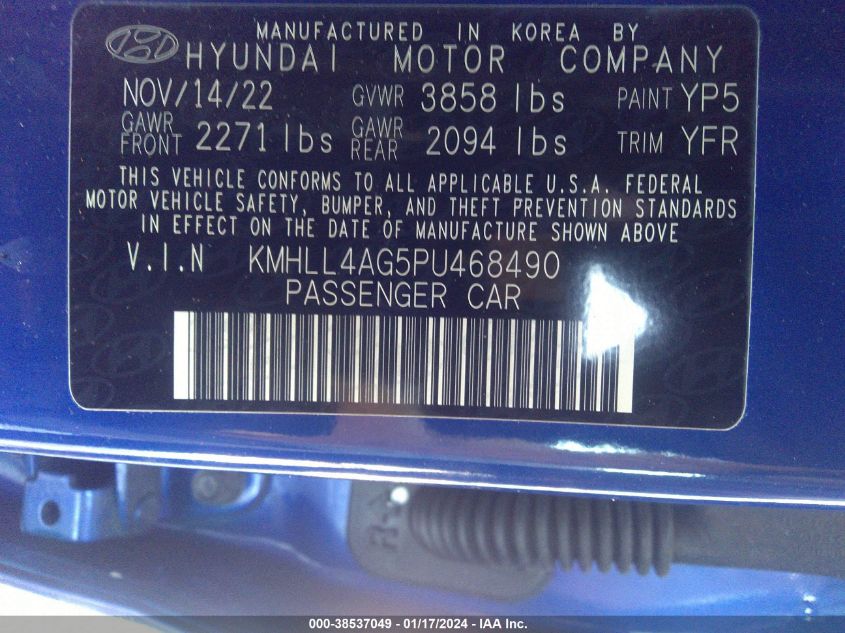 MANUFACTURED IN KOREA BY
HYUNDAI MOTOR COMPANY
NOV/14/22 GVWR 3858 lbs PAINT YP5
GAWR FRONT 2271 lbs GAWR REAR 2094 lbs TRIM YFR
THIS VEHICLE CONFORMS TO ALL APPLICABLE U.S.A. FEDERAL
MOTOR VEHICLE SAFETY, BUMPER, AND THEFT PREVENTION STANDARDS
IN EFFECT ON THE DATE OF MANUFACTURE SHOWN ABOVE
V.I.N KMHLL4AG5PU468490
PASSENGER CAR
000-38537049 - 01/17/2024 - IAA Inc.